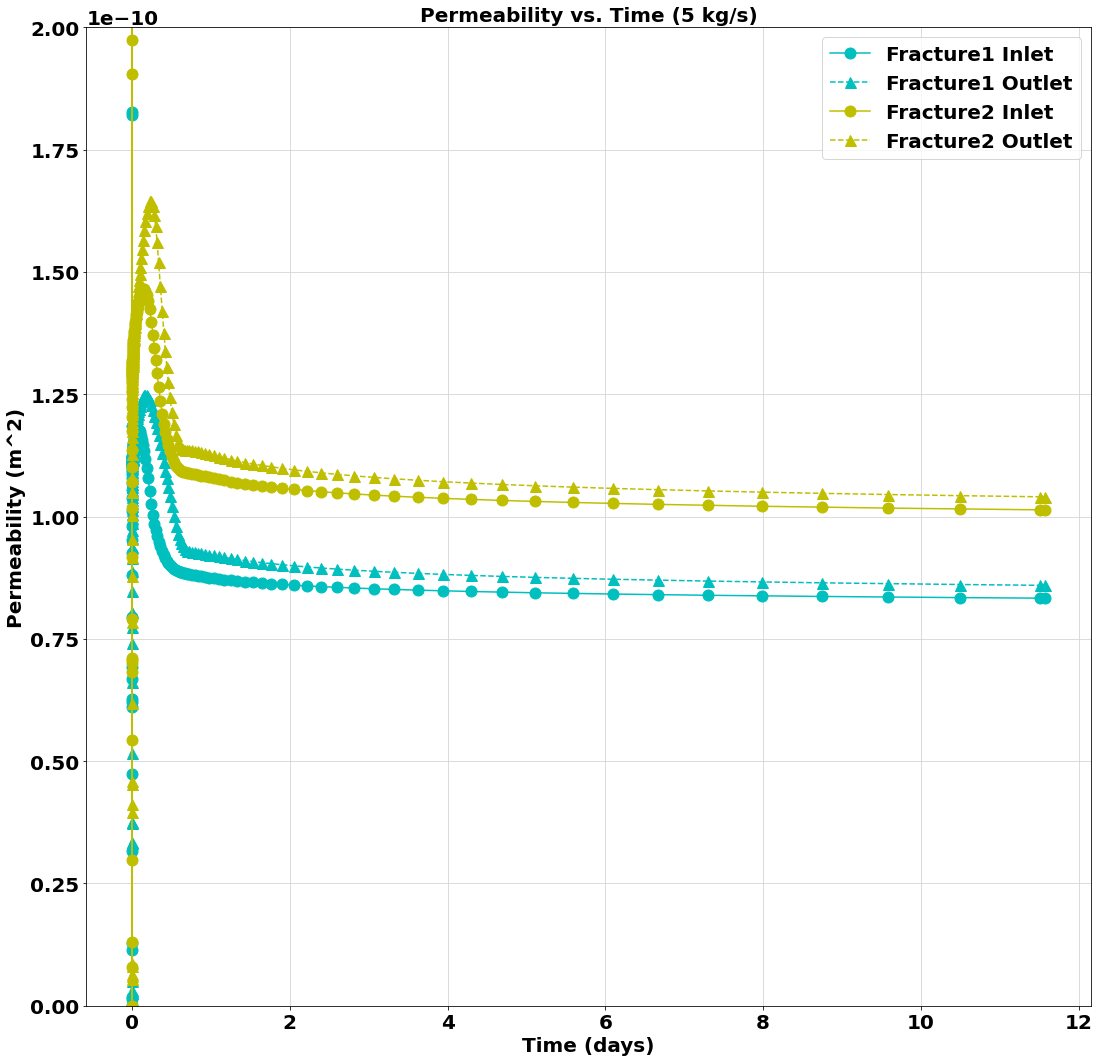 Permeability vs. Time (5 kg/s)
1e−10
2.00
1.75
1.50
1.25
1.00
0.75
0.50
0.25
0.00
Permeability (m^2)
Fracture1 Inlet
Fracture1 Outlet
Fracture2 Inlet
Fracture2 Outlet
0 2 4 6 8 10 12
Time (days)